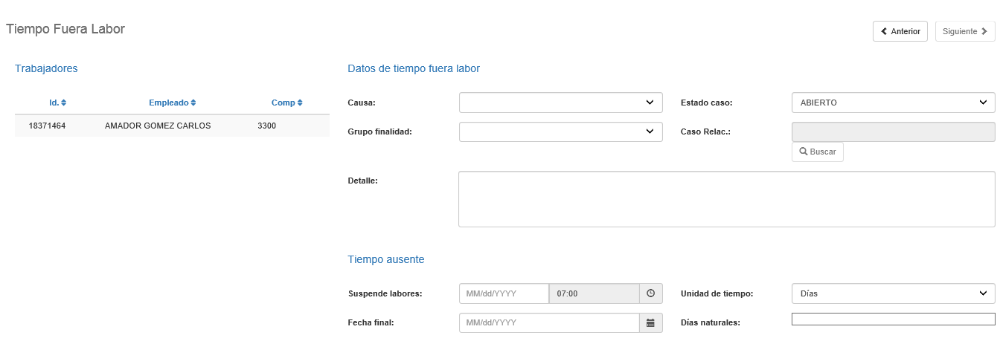 Tiempo Fuera Labor
Anterior
Siguiente
Trabajadores
Id. Empleado Comp
18371464 AMADOR GOMEZ CARLOS 3300
Datos de tiempo fuera labor
Causa:
Estado caso: ABIERTO
Grupo finalidad:
Caso Relac.:
Buscar
Detalle:
Tiempo ausente
Suspende labores: MM/dd/YYYY 07:00
Unidad de tiempo: Días
Fecha final: MM/dd/YYYY
Días naturales: